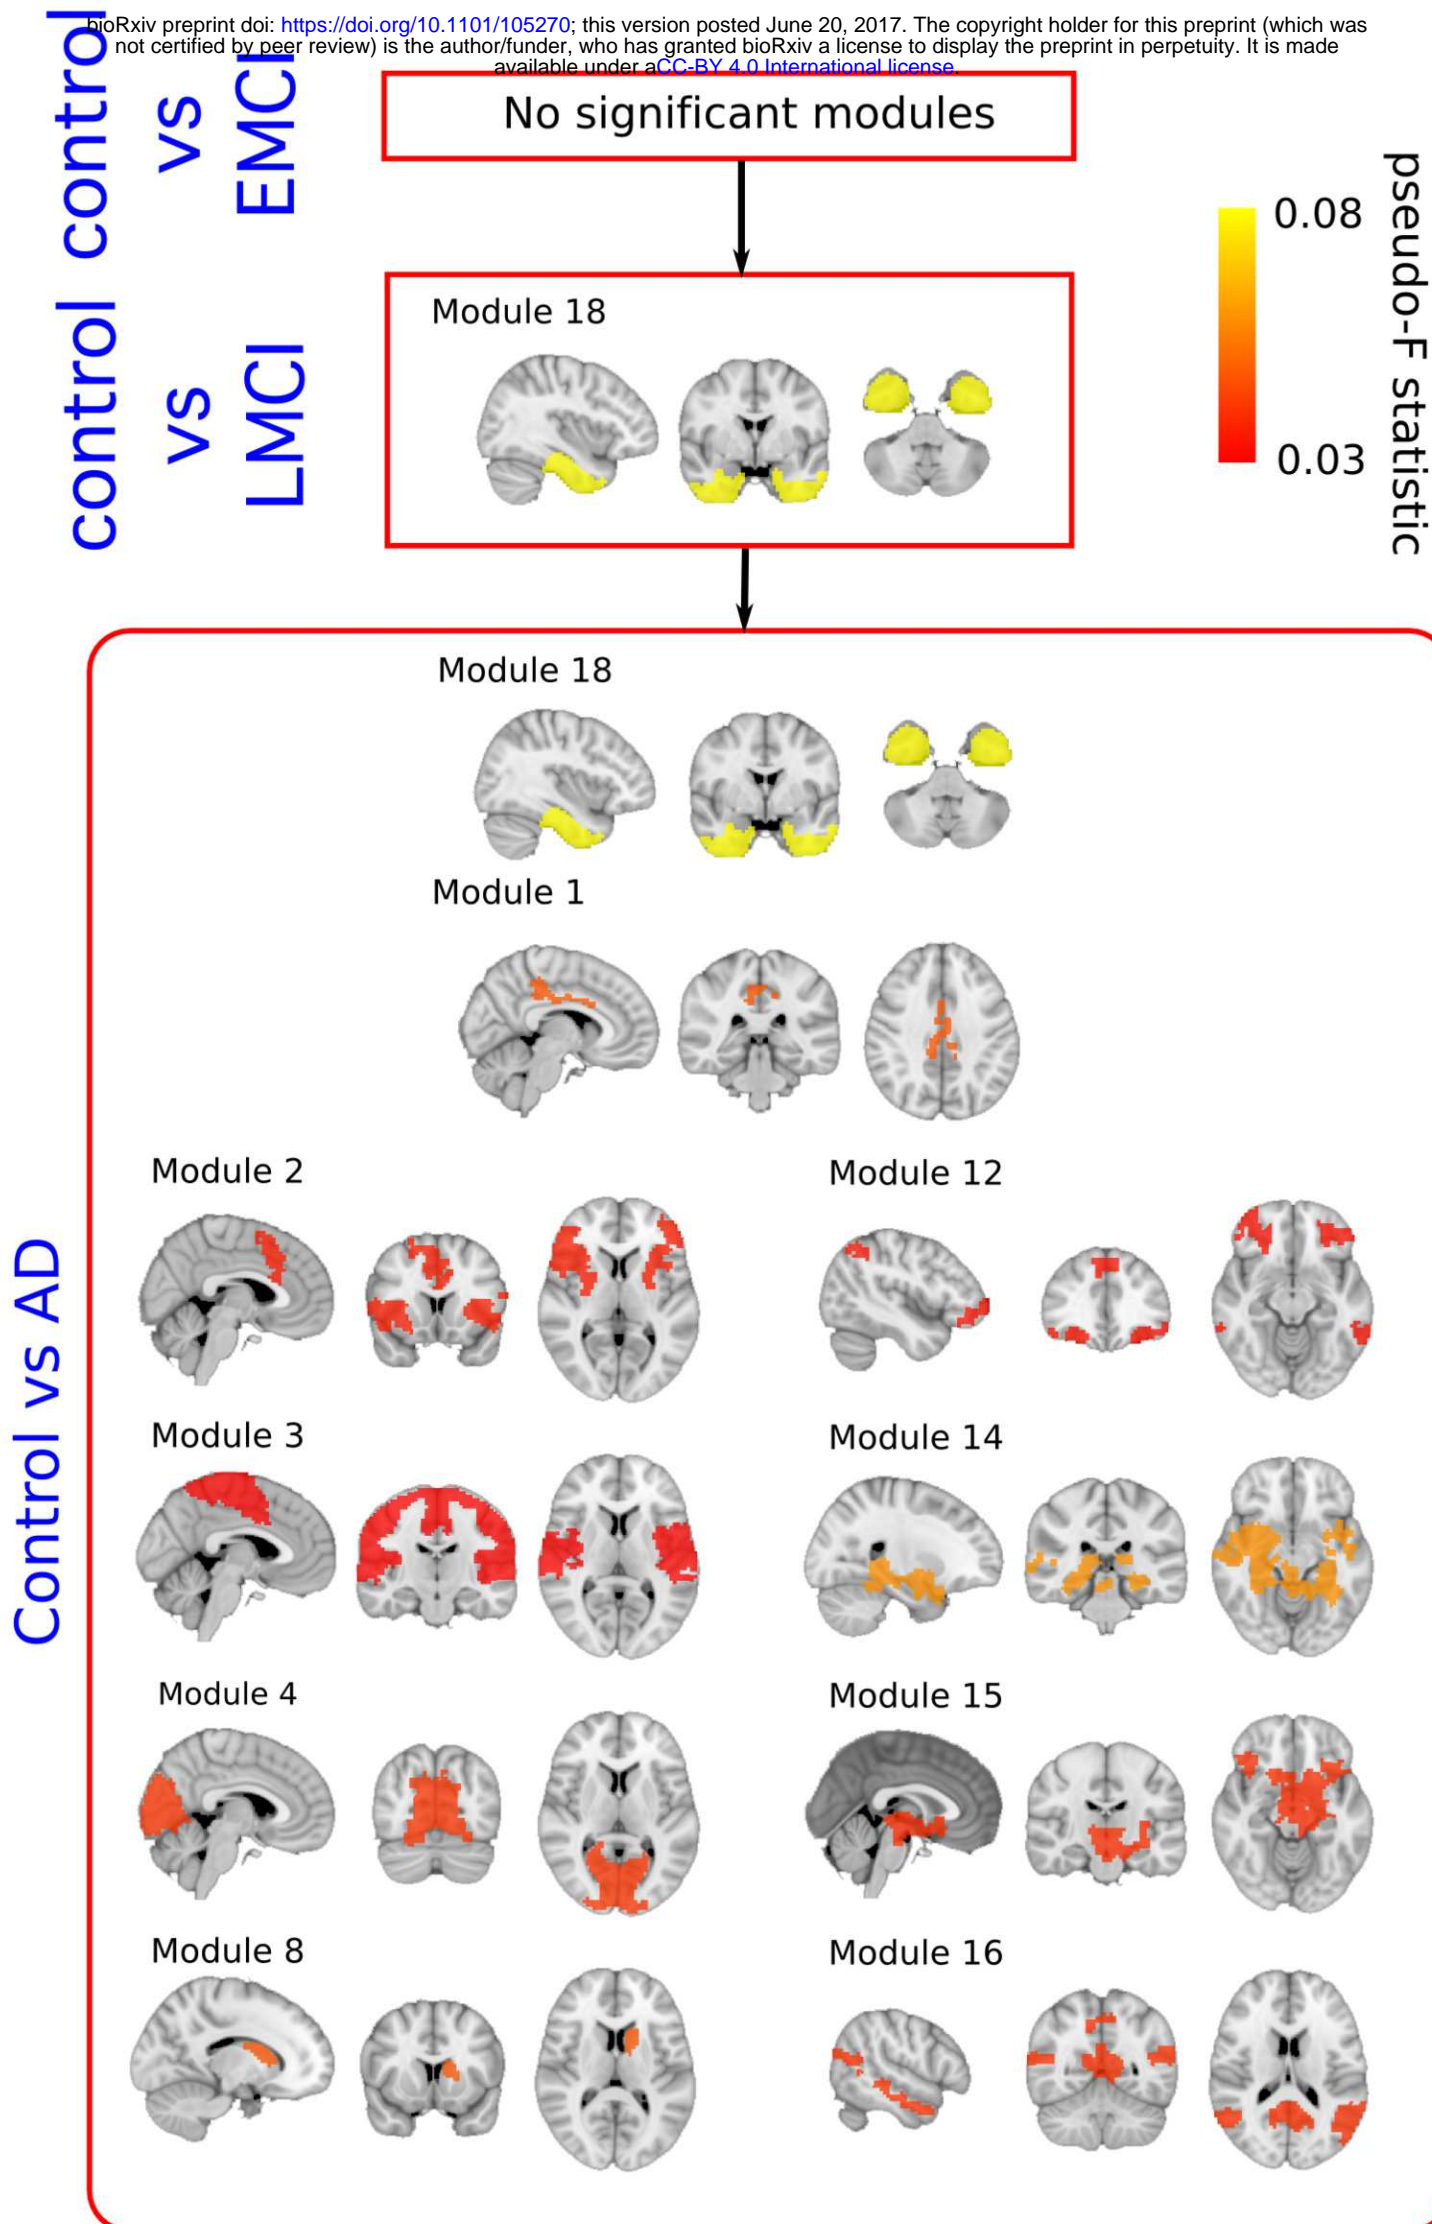 bioRxiv preprint doi: https://doi.org/10.1101/105270; this version posted June 20, 2017. The copyright holder for this preprint (which was
not certified by peer review) is the author/funder, who has granted bioRxiv a license to display the preprint in perpetuity. It is made
available under aCC-BY 4.0 International license.
control
vs
EMCI
No significant modules
control
vs
LMCI
Module 18
0.08
0.03
pseudo-F statistic
Control vs AD
Module 18
Module 1
Module 2
Module 12
Module 3
Module 14
Module 4
Module 15
Module 8
Module 16